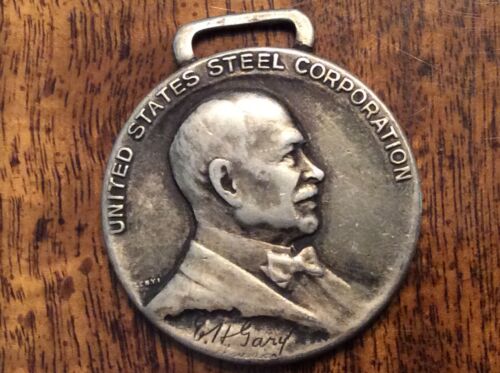 UNITED STATES STEEL CORPORATION
E. H. Gary